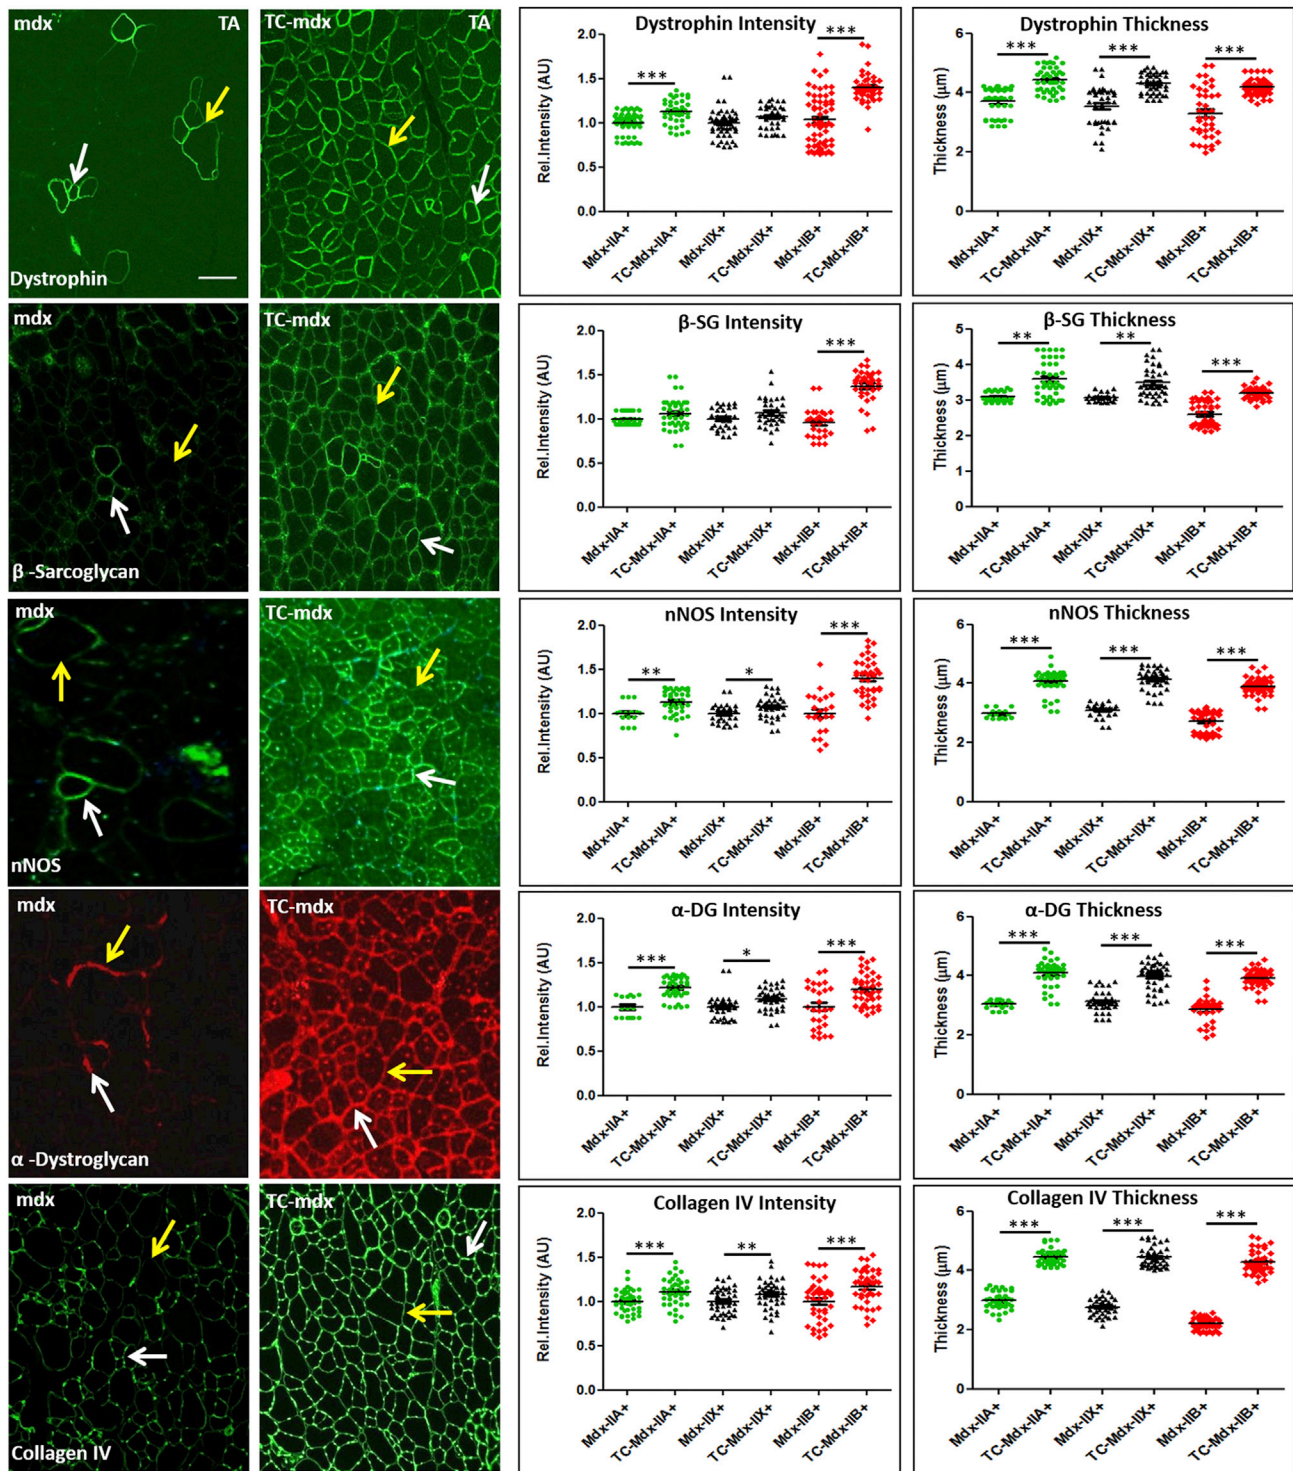 mdx TA
Dystrophin
TC-mdx TA
Dystrophin Intensity
Rel.Intensity (AU)
2.0
1.5
1.0
0.5
0.0
***
***
Mdx-IIA+
TC-Mdx-IIA+
Mdx-IIX+
TC-Mdx-IIX+
Mdx-IIB+
TC-Mdx-IIB+
Dystrophin Thickness
Thickness (µm)
6
4
2
0
***
***
***
Mdx-IIA+
TC-Mdx-IIA+
Mdx-IIX+
TC-Mdx-IIX+
Mdx-IIB+
TC-Mdx-IIB+
mdx
β -Sarcoglycan
TC-mdx
β-SG Intensity
Rel.Intensity (AU)
2.0
1.5
1.0
0.5
0.0
***
Mdx-IIA+
TC-Mdx-IIA+
Mdx-IIX+
TC-Mdx-IIX+
Mdx-IIB+
TC-Mdx-IIB+
β-SG Thickness
Thickness (µm)
5
4
3
2
1
0
**
**
***
Mdx-IIA+
TC-Mdx-IIA+
Mdx-IIX+
TC-Mdx-IIX+
Mdx-IIB+
TC-Mdx-IIB+
mdx
nNOS
TC-mdx
nNOS Intensity
Rel.Intensity (AU)
2.0
1.5
1.0
0.5
0.0
**
*
***
Mdx-IIA+
TC-Mdx-IIA+
Mdx-IIX+
TC-Mdx-IIX+
Mdx-IIB+
TC-Mdx-IIB+
nNOS Thickness
Thickness (µm)
6
4
2
0
***
***
***
Mdx-IIA+
TC-Mdx-IIA+
Mdx-IIX+
TC-Mdx-IIX+
Mdx-IIB+
TC-Mdx-IIB+
mdx
α -Dystroglycan
TC-mdx
α-DG Intensity
Rel.Intensity (AU)
2.0
1.5
1.0
0.5
0.0
***
*
***
Mdx-IIA+
TC-Mdx-IIA+
Mdx-IIX+
TC-Mdx-IIX+
Mdx-IIB+
TC-Mdx-IIB+
α-DG Thickness
Thickness (µm)
6
4
2
0
***
***
***
Mdx-IIA+
TC-Mdx-IIA+
Mdx-IIX+
TC-Mdx-IIX+
Mdx-IIB+
TC-Mdx-IIB+
mdx
Collagen IV
TC-mdx
Collagen IV Intensity
Rel.Intensity (AU)
2.0
1.5
1.0
0.5
0.0
***
**
***
Mdx-IIA+
TC-Mdx-IIA+
Mdx-IIX+
TC-Mdx-IIX+
Mdx-IIB+
TC-Mdx-IIB+
Collagen IV Thickness
Thickness (µm)
6
4
2
0
***
***
***
Mdx-IIA+
TC-Mdx-IIA+
Mdx-IIX+
TC-Mdx-IIX+
Mdx-IIB+
TC-Mdx-IIB+